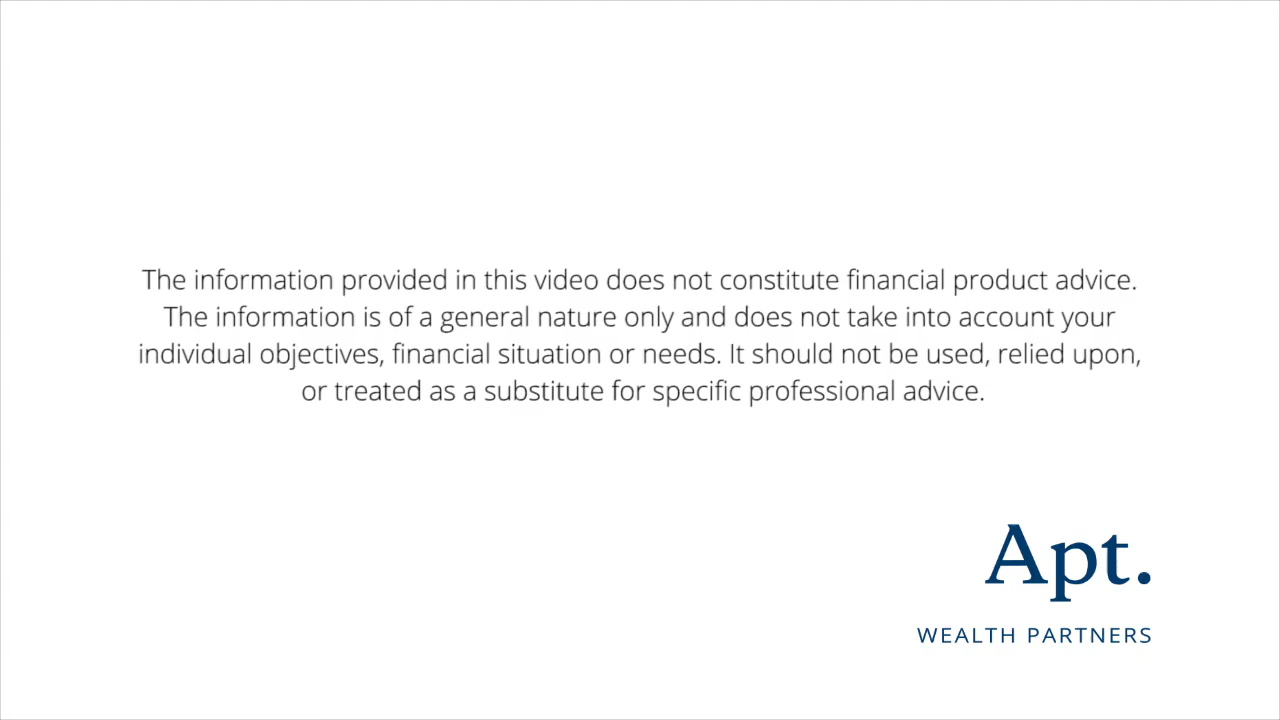 The information provided in this video does not constitute financial product advice.
The information is of a general nature only and does not take into account your
individual objectives, financial situation or needs. It should not be used, relied upon,
or treated as a substitute for specific professional advice.
Apt.
WEALTH PARTNERS